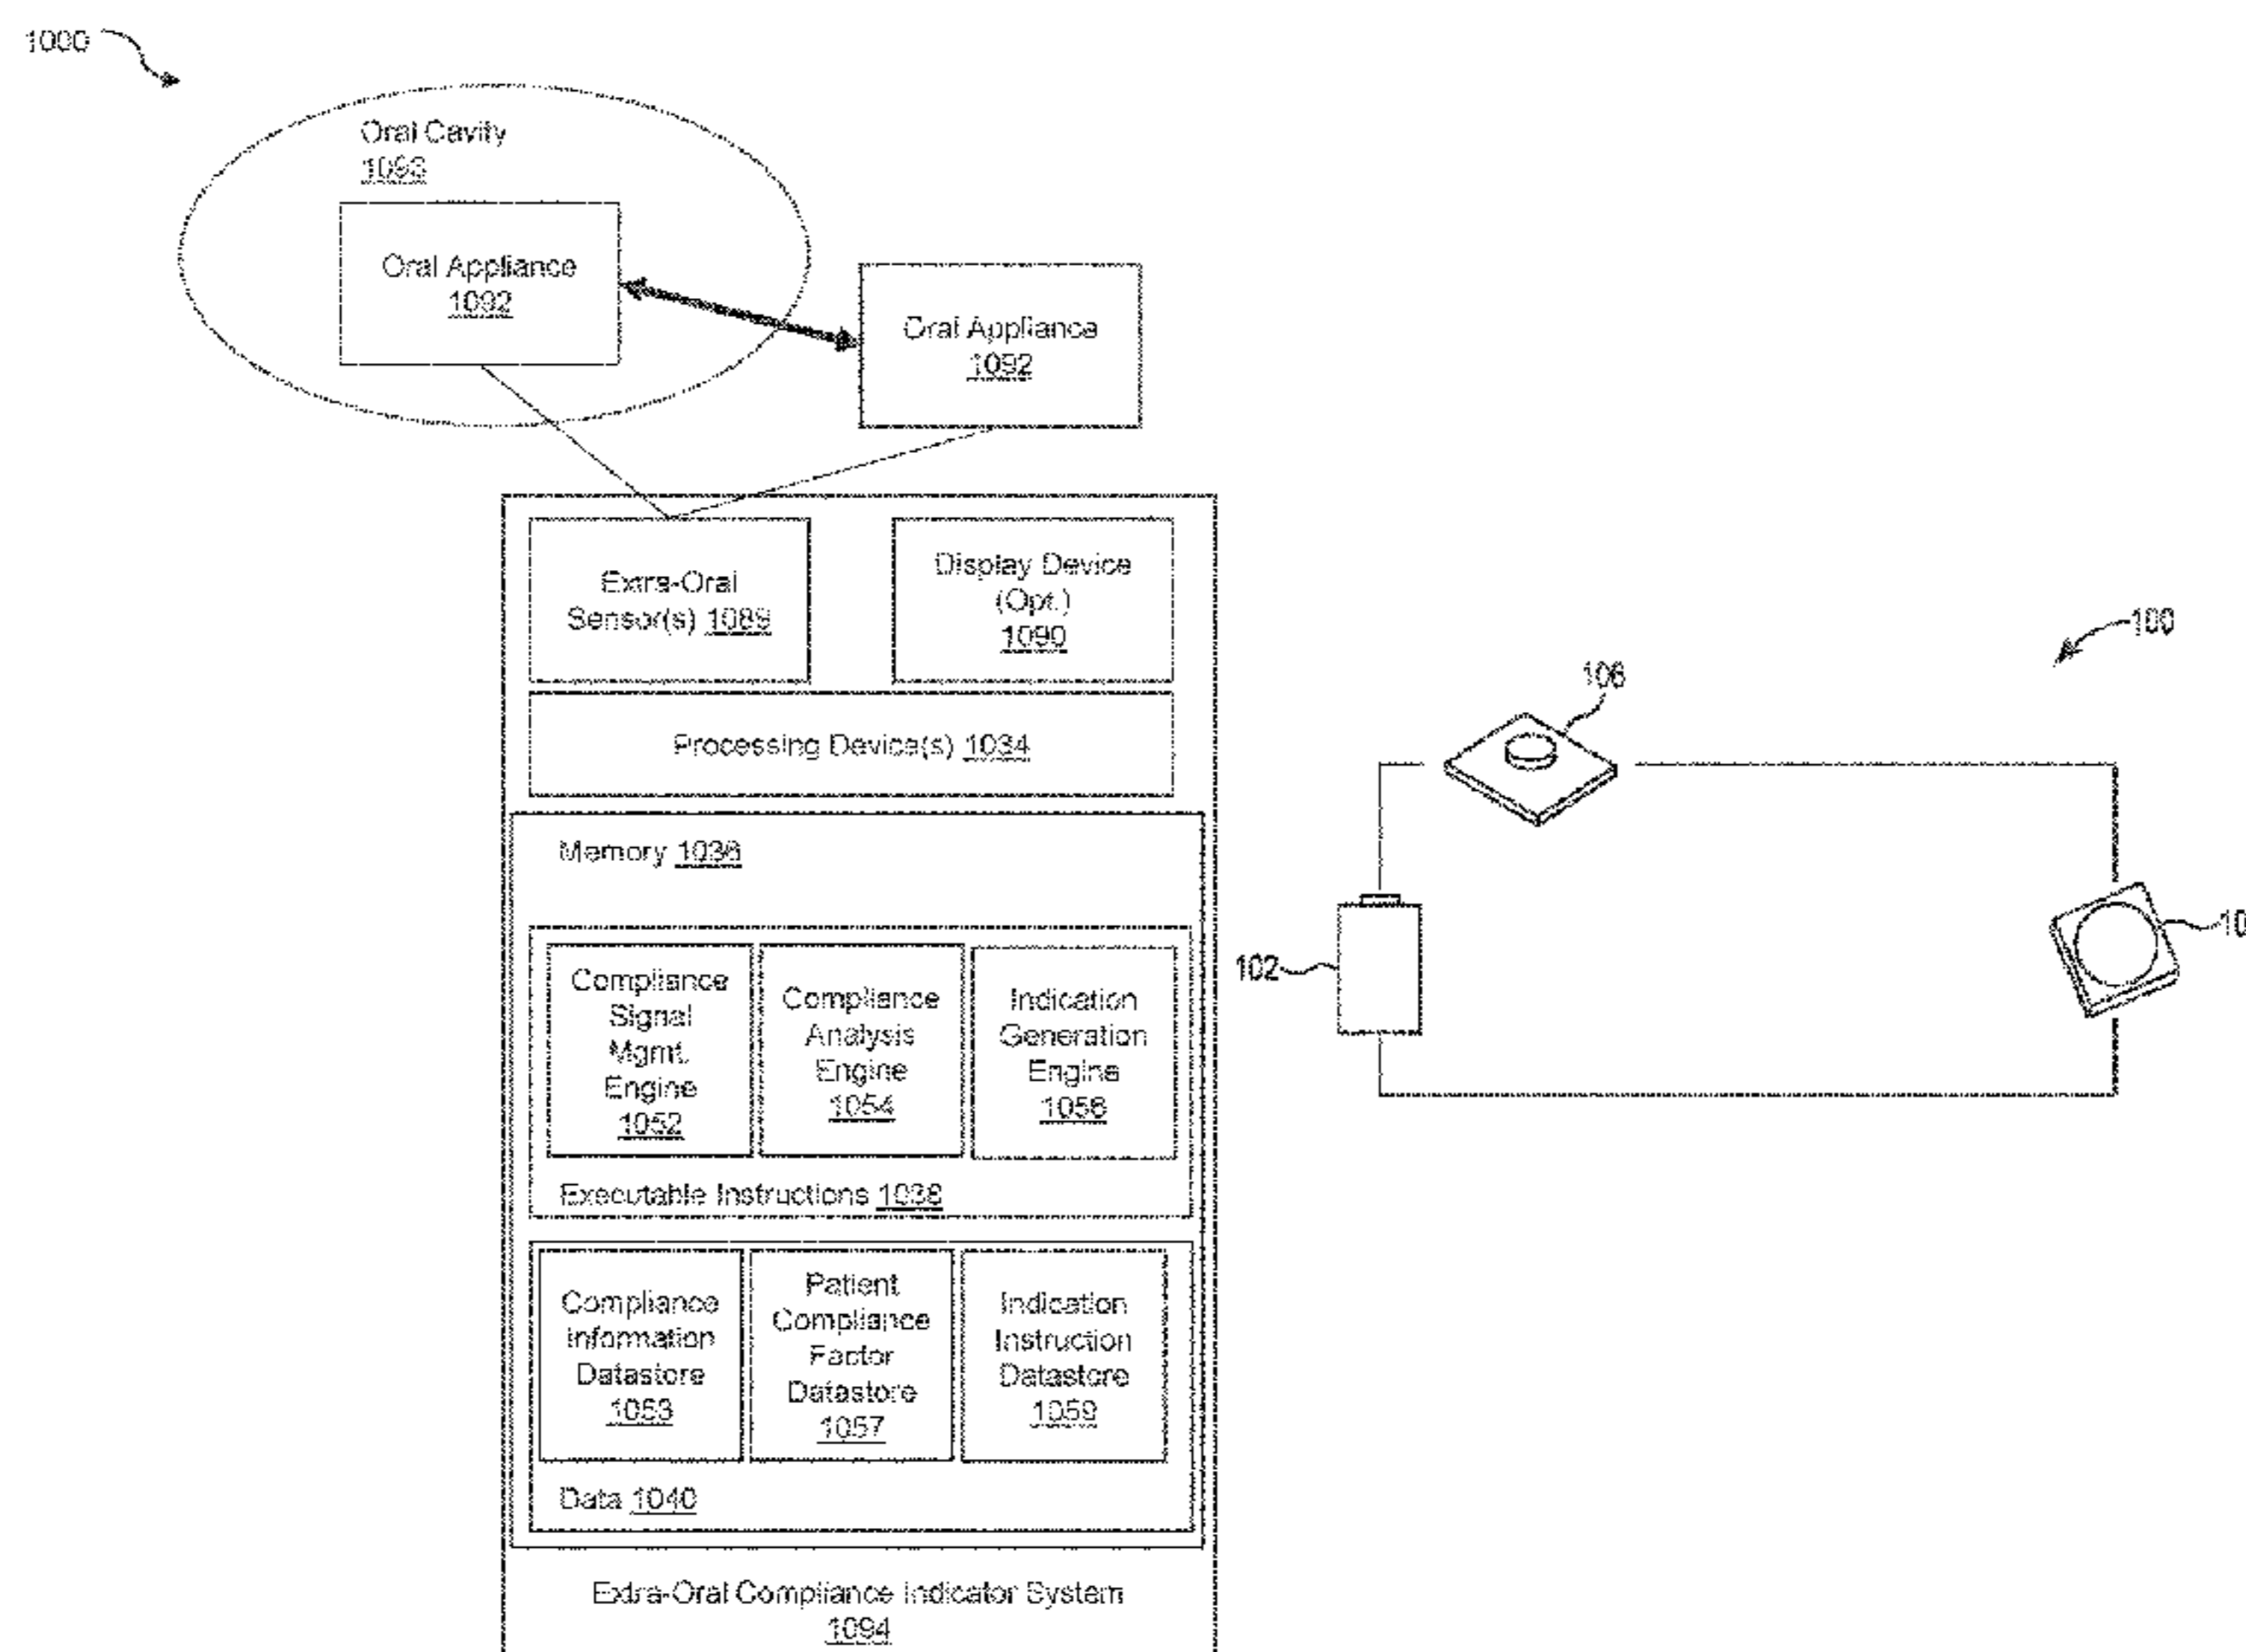 1000
Oral Cavity
1093
Oral Appliance
1092
Oral Appliance
1092
Extra-Oral
Sensor(s) 1089
Display Device
(Opt.)
1090
Processing Device(s) 1034
Memory 1036
Compliance
Signal
Mgmt.
Engine
1052
Compliance
Analysis
Engine
1054
Indication
Generation
Engine
1056
Executable Instructions 1038
Compliance
Information
Datastore
1053
Patient
Compliance
Factor
Datastore
1057
Indication
Instruction
Datastore
1059
Data 1040
Extra-Oral Compliance Indicator System
1094
100
106
102